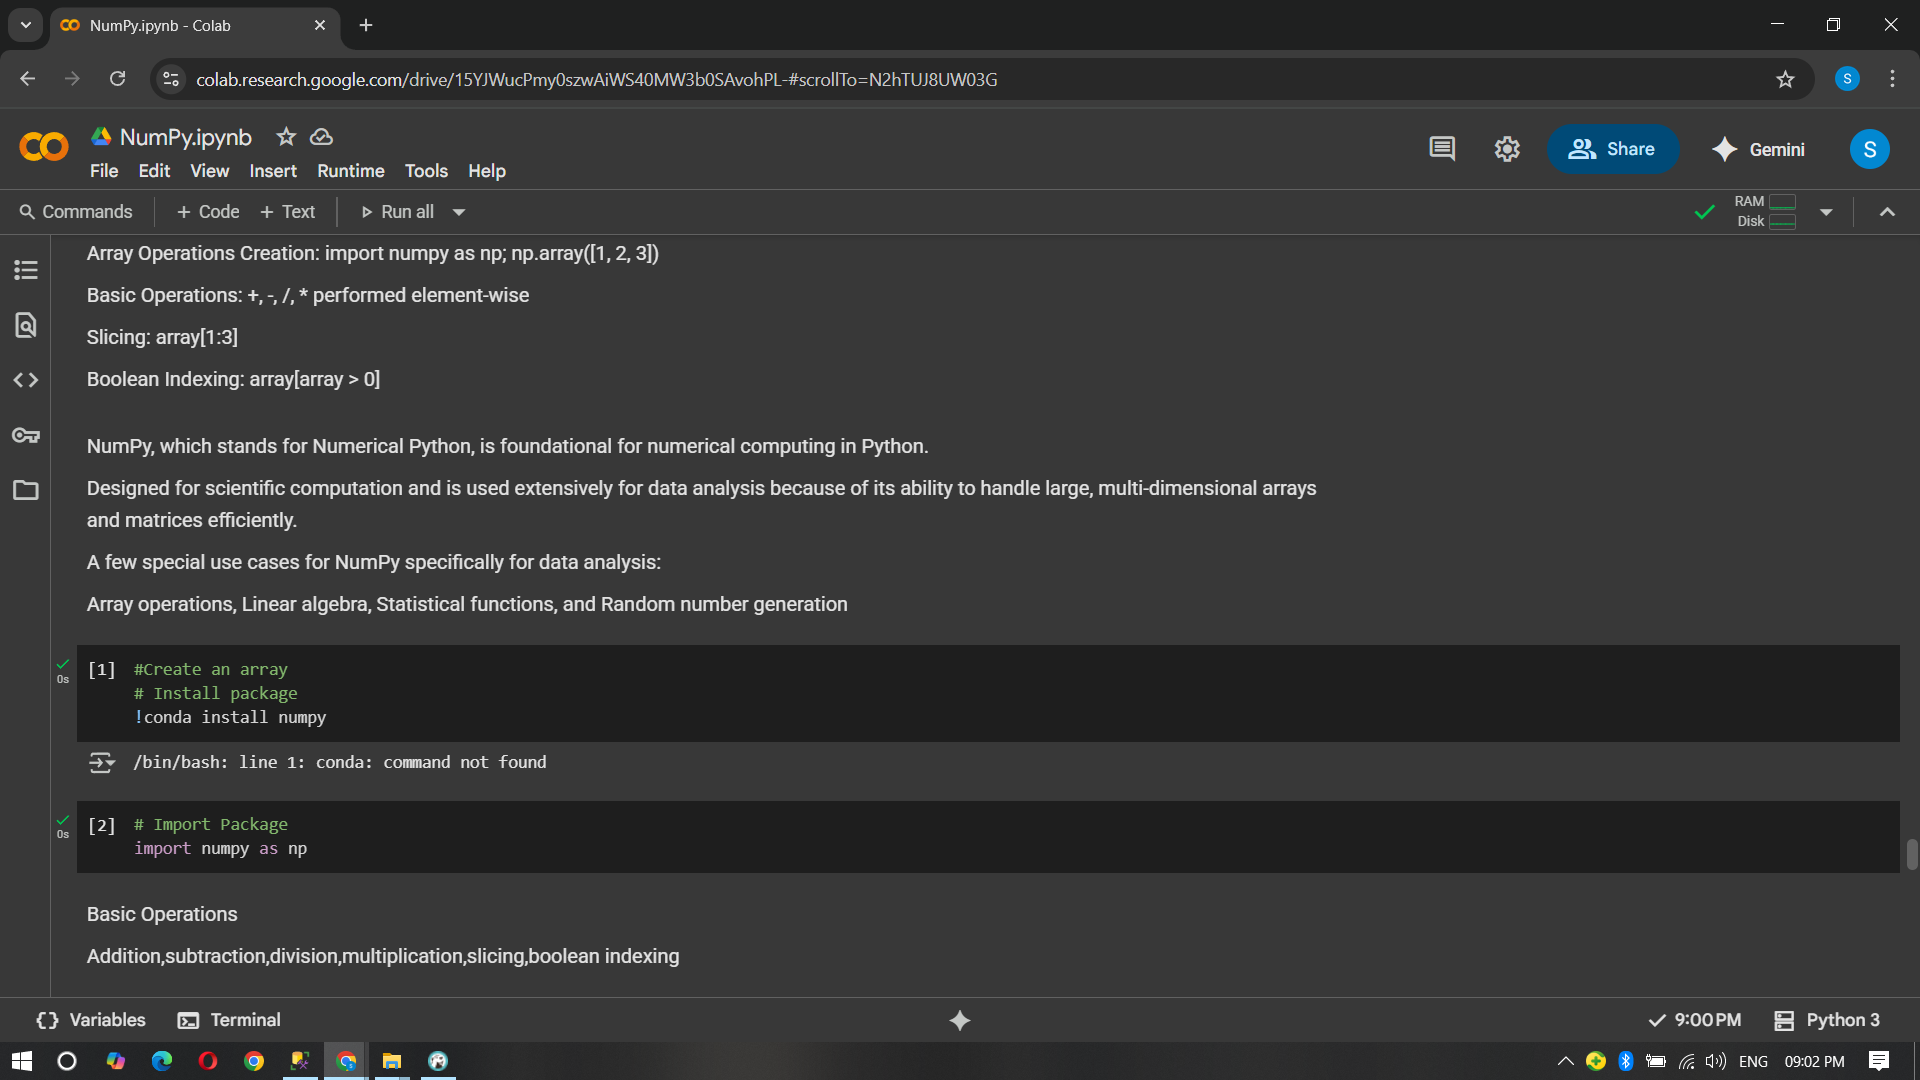 NumPy.ipynb - Colab
colab.research.google.com/drive/15YJWucPmy0szwAiWS40MW3b0SAvohPL-#scrollTo=N2hTUJ8UW03G
S
NumPy.ipynb
File Edit View Insert Runtime Tools Help
Share
Gemini
S
Commands + Code + Text Run all
RAM
Disk
Array Operations Creation: import numpy as np; np.array([1, 2, 3])
Basic Operations: +, -, /, * performed element-wise
Slicing: array[1:3]
Boolean Indexing: array[array > 0]
NumPy, which stands for Numerical Python, is foundational for numerical computing in Python.
Designed for scientific computation and is used extensively for data analysis because of its ability to handle large, multi-dimensional arrays
and matrices efficiently.
A few special use cases for NumPy specifically for data analysis:
Array operations, Linear algebra, Statistical functions, and Random number generation
0s
[1] #Create an array
# Install package
!conda install numpy
/bin/bash: line 1: conda: command not found
0s
[2] # Import Package
import numpy as np
Basic Operations
Addition,subtraction,division,multiplication,slicing,boolean indexing
Variables Terminal 9:00 PM Python 3
ENG 09:02 PM